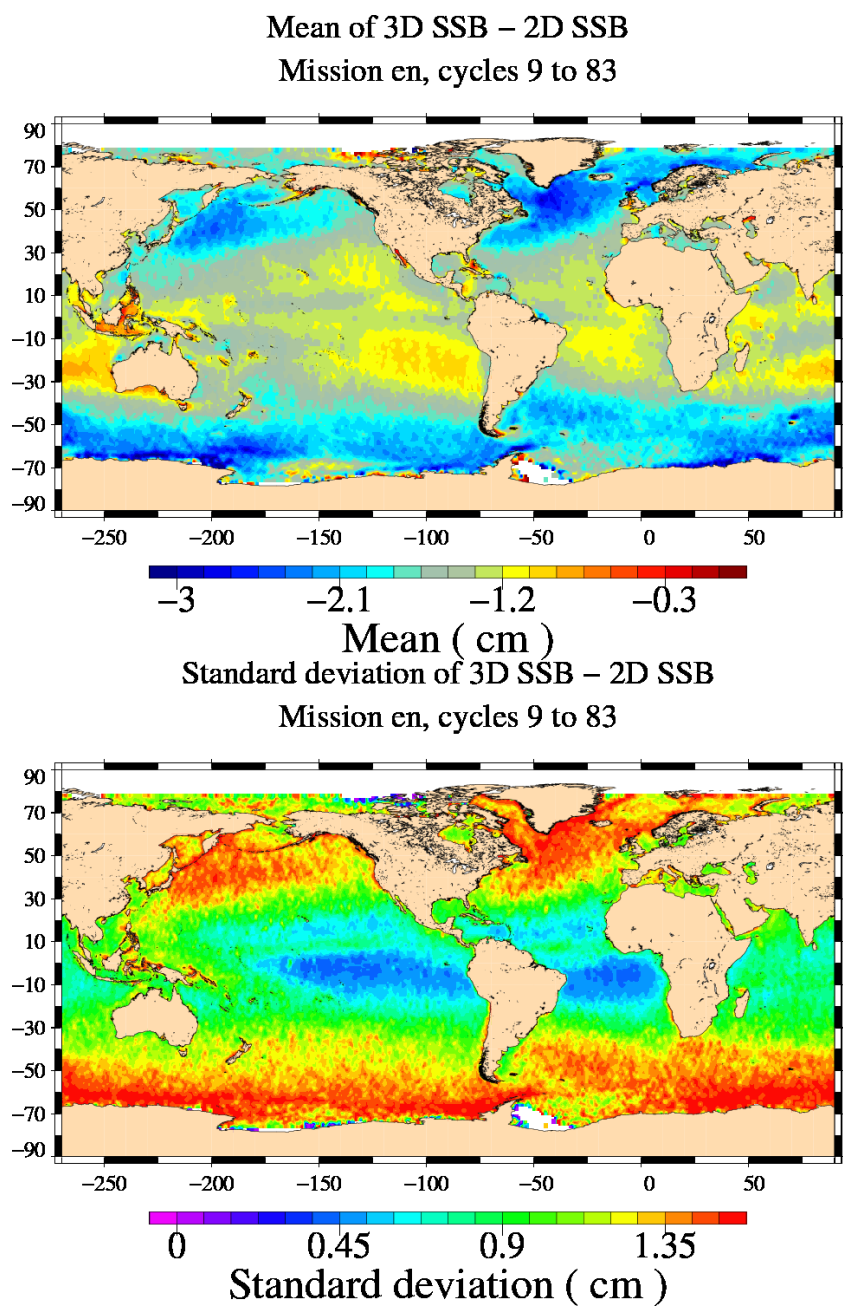 Mean of 3D SSB − 2D SSB
Mission en, cycles 9 to 83
90
70
50
30
10
−10
−30
−50
−70
−90
−250 −200 −150 −100 −50 0 50
−3 −2.1 −1.2 −0.3
Mean ( cm )
Standard deviation of 3D SSB − 2D SSB
Mission en, cycles 9 to 83
90
70
50
30
10
−10
−30
−50
−70
−90
−250 −200 −150 −100 −50 0 50
0 0.45 0.9 1.35
Standard deviation ( cm )